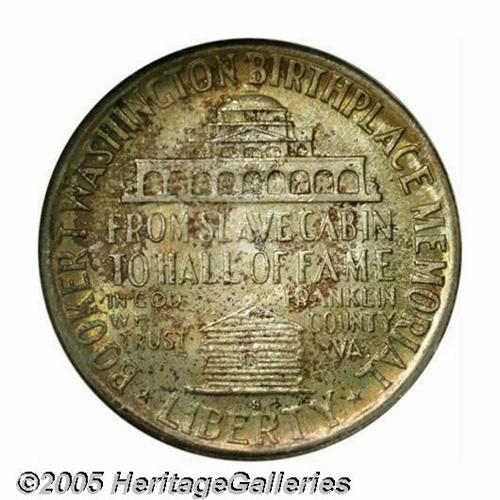 BOOKER T. WASHINGTON BIRTHPLACE MEMORIAL
FROM SLAVE CABIN
TO HALL OF FAME
IN GOD
WE
TRUST
FRANKLIN
COUNTY
VA.
S
★ LIBERTY ★
©2005 HeritageGalleries